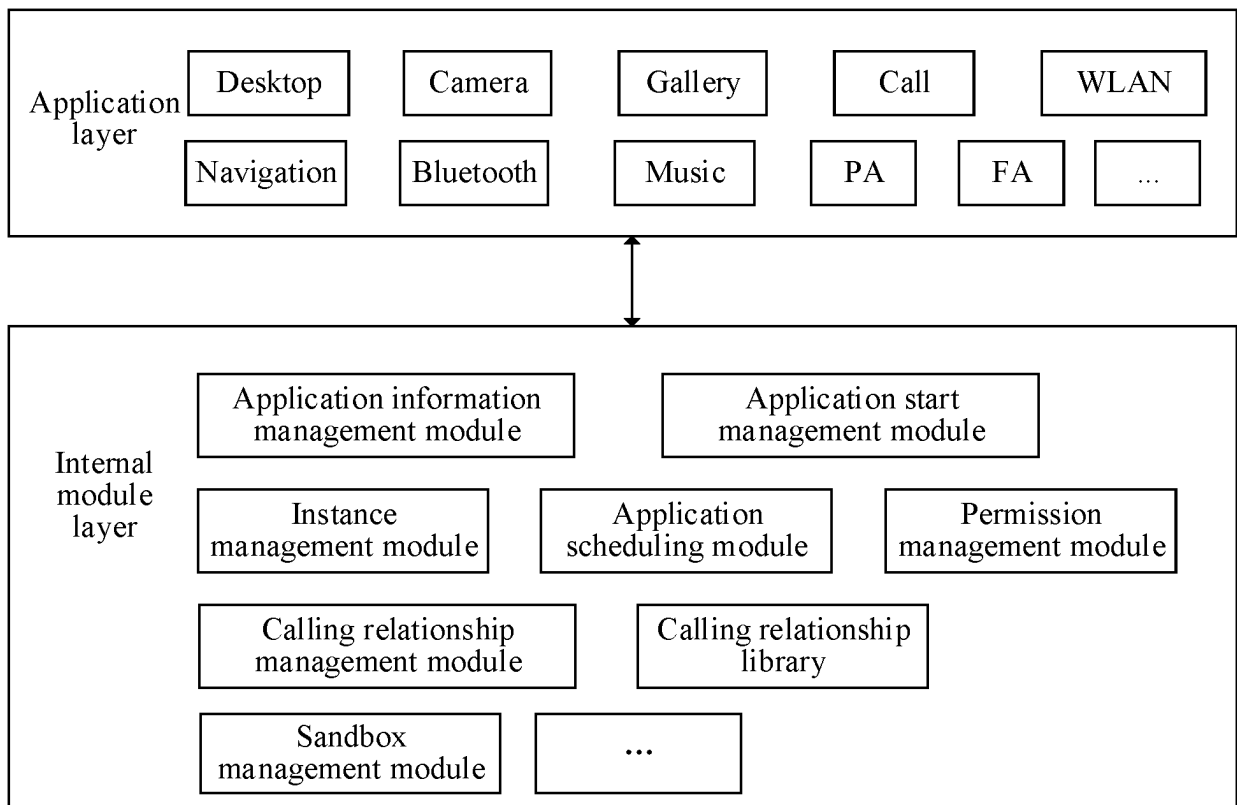 Desktop
Camera
Gallery
Call
WLAN
Application
layer
Navigation
Bluetooth
Music
PA
FA
...
Application information
management module
Application start
management module
Internal
module
layer
Instance
management module
Application
scheduling module
Permission
management module
Calling relationship
management module
Calling relationship
library
Sandbox
management module
...